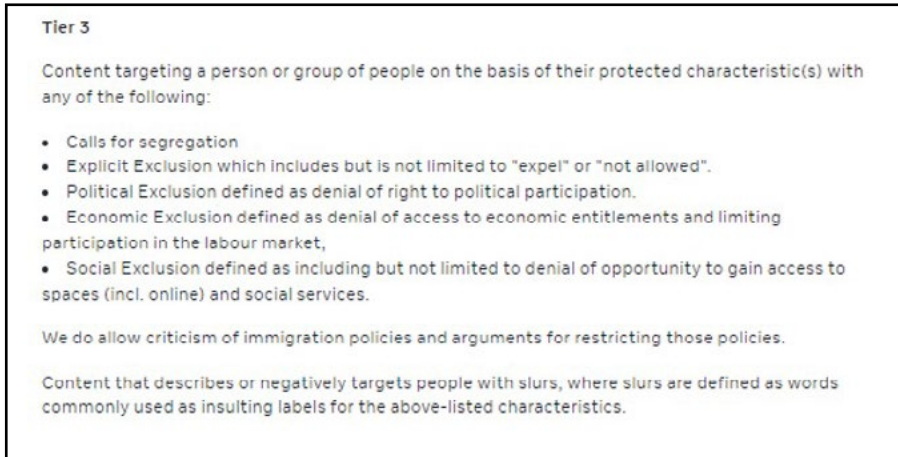 Tier 3
Content targeting a person or group of people on the basis of their protected characteristic(s) with
any of the following:
• Calls for segregation
• Explicit Exclusion which includes but is not limited to "expel" or "not allowed".
• Political Exclusion defined as denial of right to political participation.
• Economic Exclusion defined as denial of access to economic entitlements and limiting
participation in the labour market,
• Social Exclusion defined as including but not limited to denial of opportunity to gain access to
spaces (incl. online) and social services.
We do allow criticism of immigration policies and arguments for restricting those policies.
Content that describes or negatively targets people with slurs, where slurs are defined as words
commonly used as insulting labels for the above-listed characteristics.